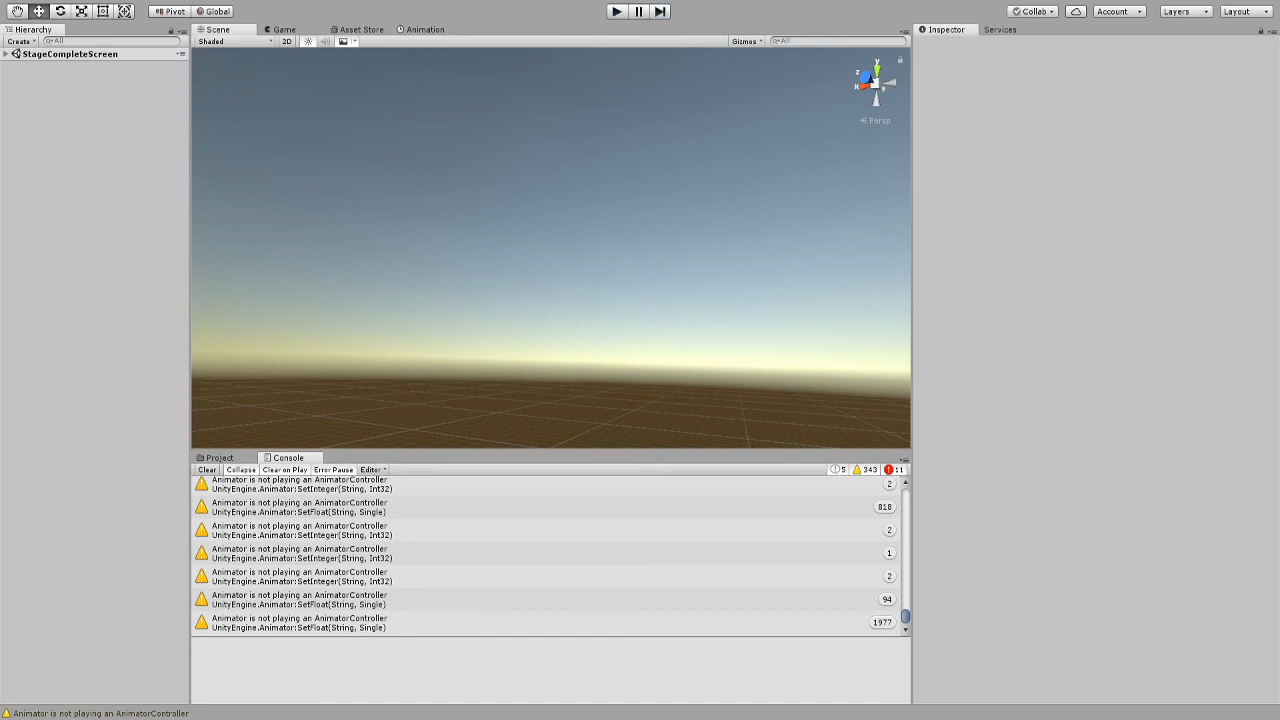 Pivot Global Collab Account Layers Layout
Hierarchy Scene Game Asset Store Animation Inspector Services
Create All Shaded 2D Gizmos All
StageCompleteScreen
y
z
x
Persp
Project Console
Clear Collapse Clear on Play Error Pause Editor 5 343 11
Animator is not playing an AnimatorController
UnityEngine.Animator:SetInteger(String, Int32) 2
Animator is not playing an AnimatorController
UnityEngine.Animator:SetFloat(String, Single) 818
Animator is not playing an AnimatorController
UnityEngine.Animator:SetInteger(String, Int32) 2
Animator is not playing an AnimatorController
UnityEngine.Animator:SetInteger(String, Int32) 1
Animator is not playing an AnimatorController
UnityEngine.Animator:SetInteger(String, Int32) 2
Animator is not playing an AnimatorController
UnityEngine.Animator:SetFloat(String, Single) 94
Animator is not playing an AnimatorController
UnityEngine.Animator:SetFloat(String, Single) 1977
Animator is not playing an AnimatorController